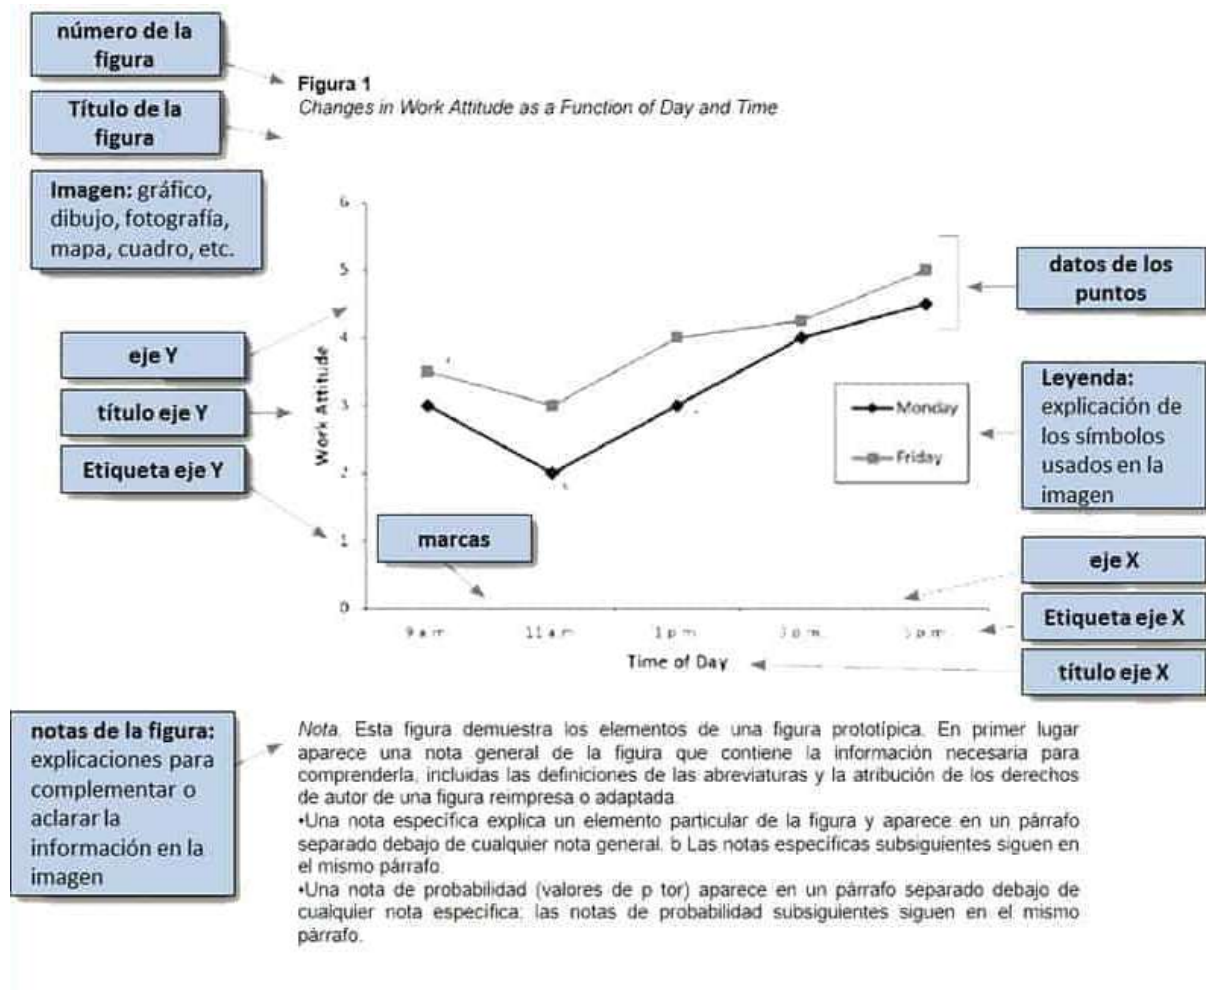 número de la
figura
Figura 1
Changes in Work Attitude as a Function of Day and Time
Título de la
figura
Imagen: gráfico,
dibujo, fotografía,
mapa, cuadro, etc.
6
5
4
3
2
1
0
Work Attitude
datos de los
puntos
eje Y
título eje Y
Etiqueta eje Y
Monday
Friday
Leyenda:
explicación de
los símbolos
usados en la
imagen
marcas
eje X
Etiqueta eje X
título eje X
9 a.m. 11 a.m. 1 p.m. 3 p.m. 5 p.m.
Time of Day
notas de la figura:
explicaciones para
complementar o
aclarar la
información en la
imagen
Nota. Esta figura demuestra los elementos de una figura prototípica. En primer lugar
aparece una nota general de la figura que contiene la información necesaria para
comprenderla, incluidas las definiciones de las abreviaturas y la atribución de los derechos
de autor de una figura reimpresa o adaptada.
•Una nota específica explica un elemento particular de la figura y aparece en un párrafo
separado debajo de cualquier nota general. b Las notas específicas subsiguientes siguen en
el mismo párrafo.
•Una nota de probabilidad (valores de p tor) aparece en un párrafo separado debajo de
cualquier nota específica; las notas de probabilidad subsiguientes siguen en el mismo
párrafo.